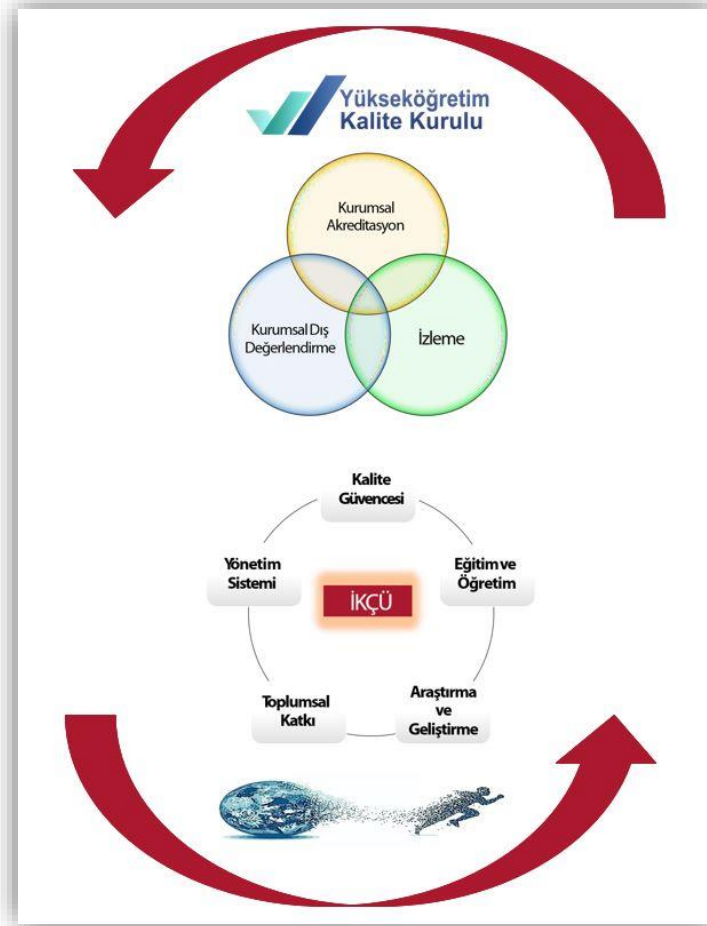 Yükseköğretim
Kalite Kurulu
Kurumsal
Akreditasyon
Kurumsal Dış
Değerlendirme
İzleme
Kalite
Güvencesi
Yönetim
Sistemi
Eğitim ve
Öğretim
İKÇÜ
Toplumsal
Katkı
Araştırma
ve
Geliştirme